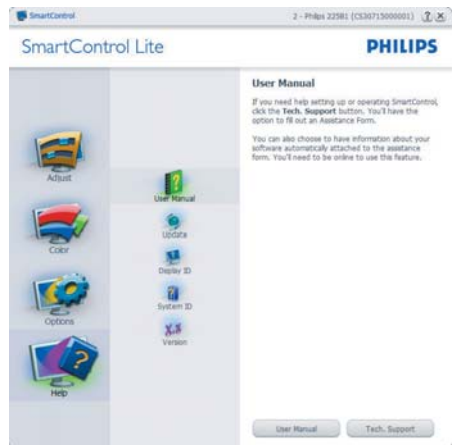 SmartControl
2 - Philips 225B1 (CS30715000001)
SmartControl Lite
PHILIPS
User Manual
If you need help setting up or operating SmartControl,
click the Tech. Support button. You'll have the
option to fill out an Assistance Form.
You can also choose to have information about your
software automatically attached to the assistance
form. You'll need to be online to use this feature.
Adjust
Color
Options
Help
User Manual
Update
Display ID
System ID
X.X
Version
User Manual
Tech. Support